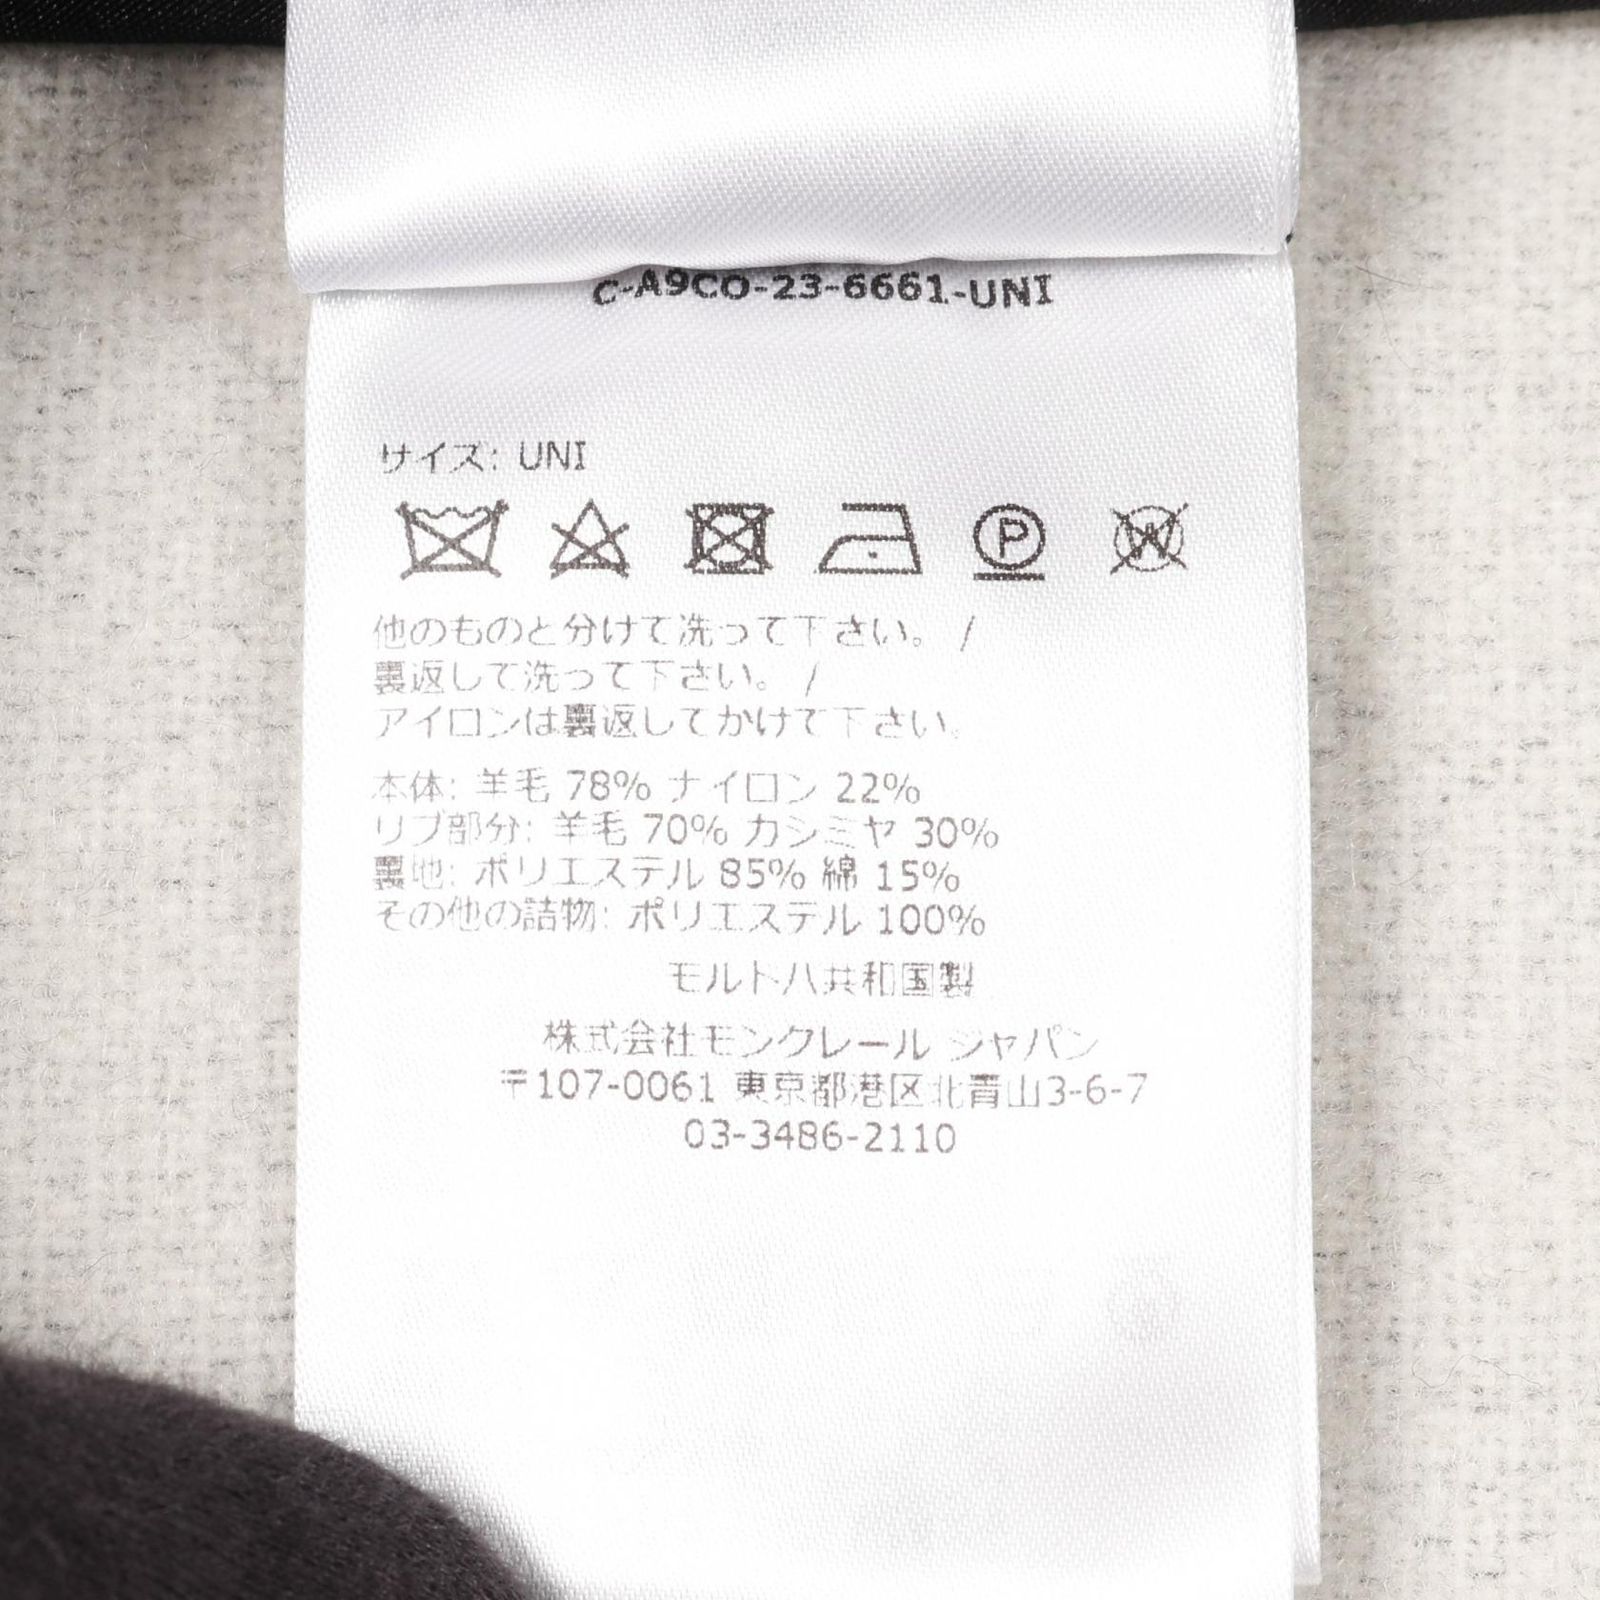 C-A9CO-23-6661-UNI
サイズ: UNI
P
W
他のものと分けて洗って下さい。 /
裏返して洗って下さい。 /
アイロンは裏返してかけて下さい。
本体: 羊毛 78% ナイロン 22%
リブ部分: 羊毛 70% カシミヤ 30%
裏地: ポリエステル 85% 綿 15%
その他の詰物: ポリエステル 100%
モルトハ共和国製
株式会社モンクレール ジャパン
〒107-0061 東京都港区北青山3-6-7
03-3486-2110